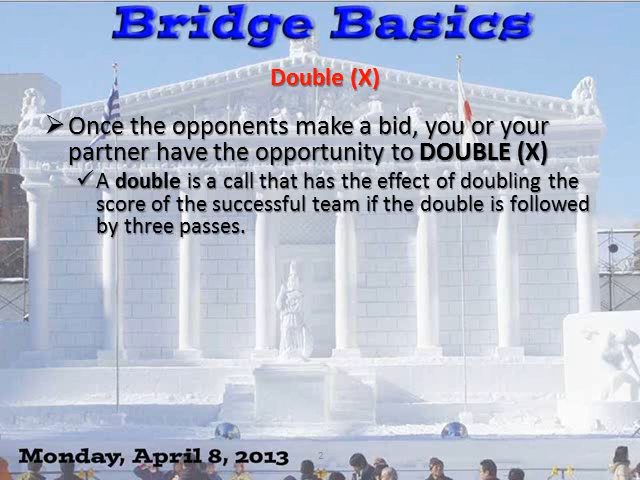 Bridge Basics
Double (X)
Once the opponents make a bid, you or your
partner have the opportunity to DOUBLE (X)
A double is a call that has the effect of doubling the
score of the successful team if the double is followed
by three passes.
Monday, April 8, 2013
2